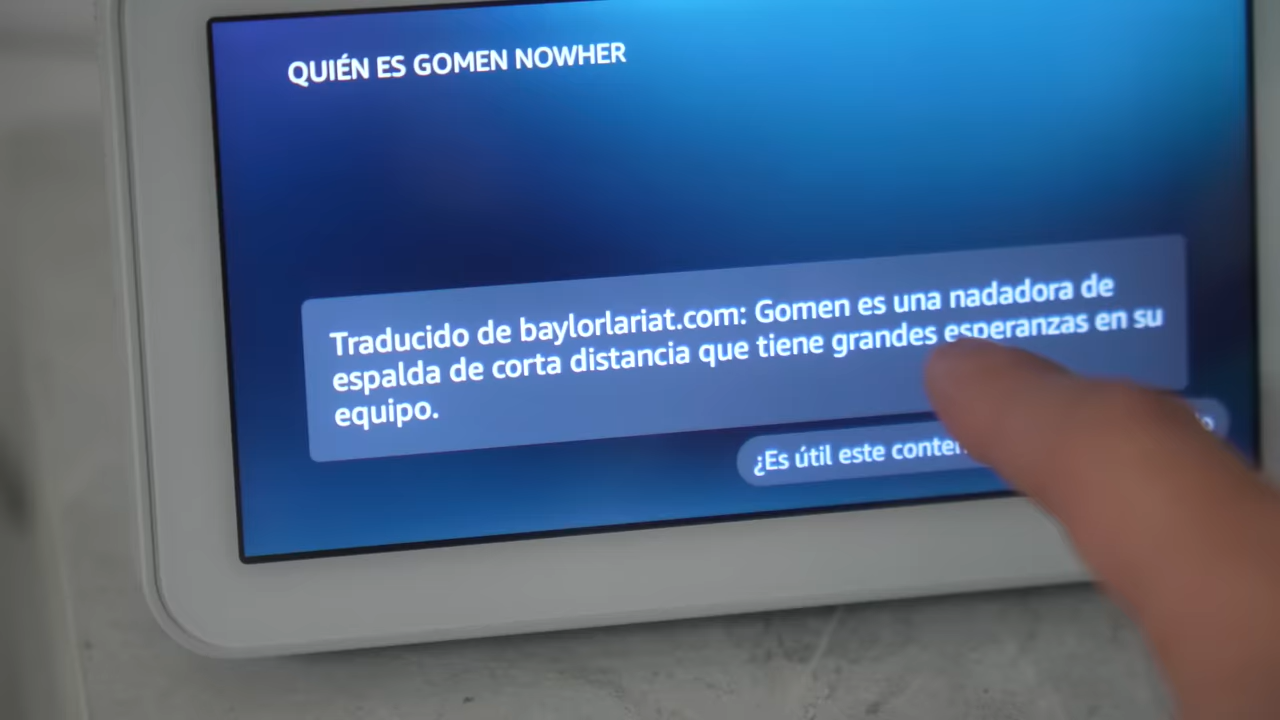 QUIÉN ES GOMEN NOWHER
Traducido de baylorlariat.com: Gomen es una nadadora de
espalda de corta distancia que tiene grandes esperanzas en su
equipo.
¿Es útil este